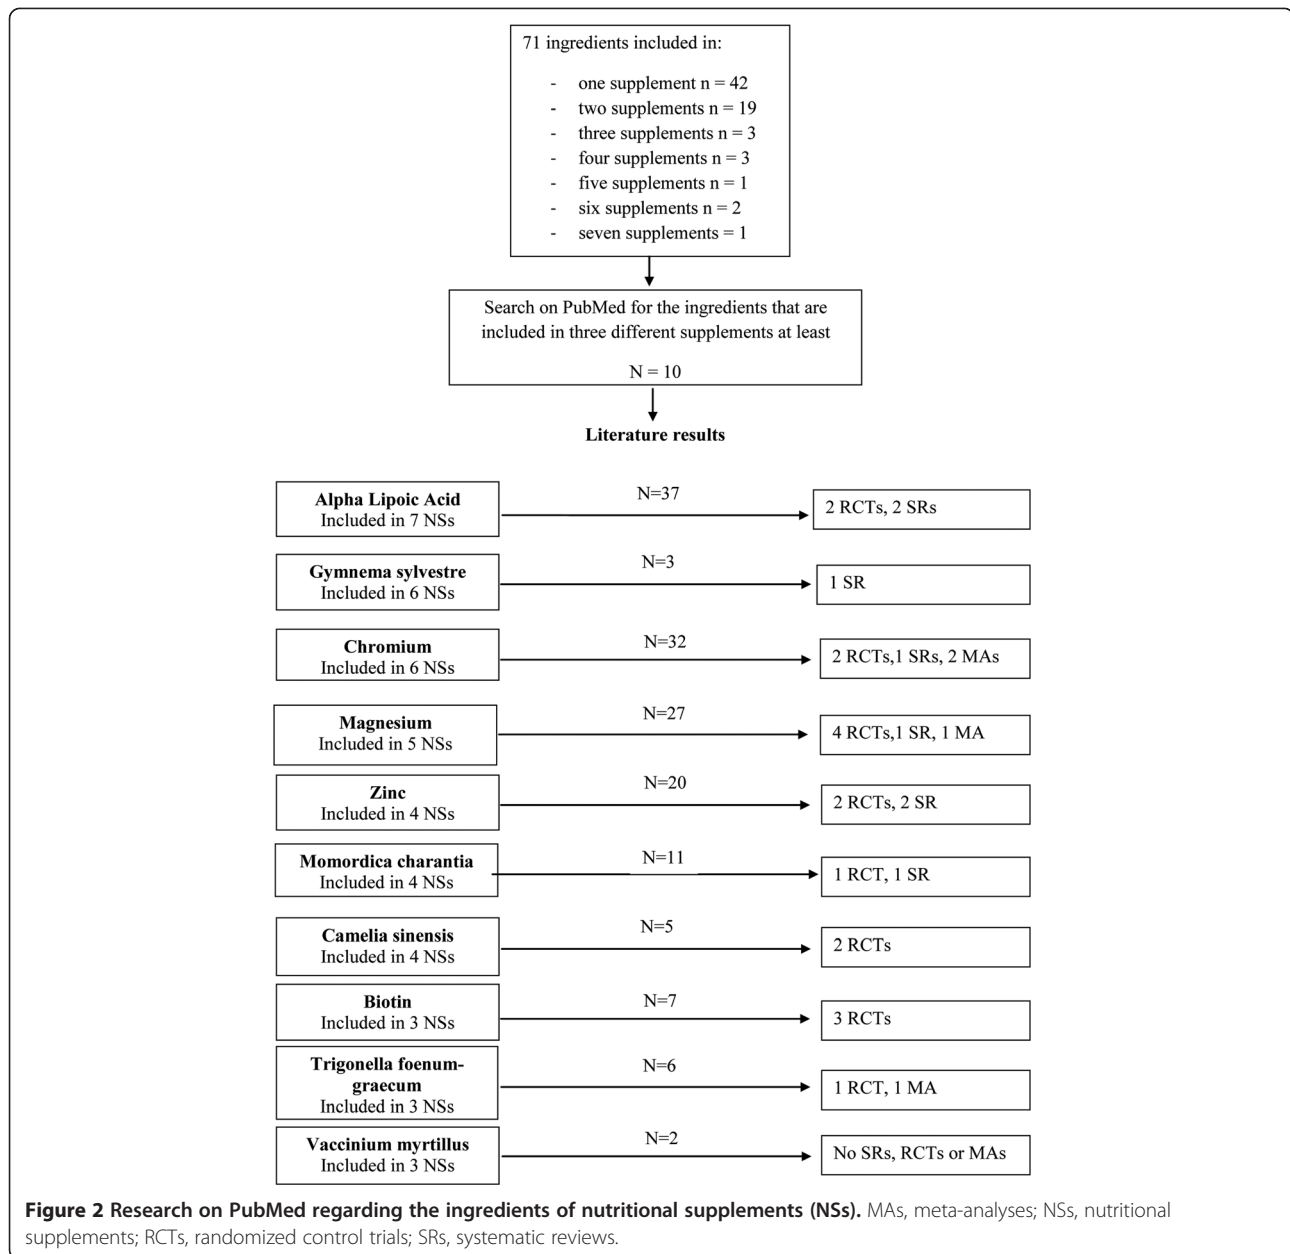 71 ingredients included in:
- one supplement n = 42
- two supplements n = 19
- three supplements n = 3
- four supplements n = 3
- five supplements n = 1
- six supplements n = 2
- seven supplements = 1
Search on PubMed for the ingredients that are
included in three different supplements at least
N = 10
Literature results
Alpha Lipoic Acid
Included in 7 NSs
N=37
2 RCTs, 2 SRs
Gymnema sylvestre
Included in 6 NSs
N=3
1 SR
Chromium
Included in 6 NSs
N=32
2 RCTs,1 SRs, 2 MAs
Magnesium
Included in 5 NSs
N=27
4 RCTs,1 SR, 1 MA
Zinc
Included in 4 NSs
N=20
2 RCTs, 2 SR
Momordica charantia
Included in 4 NSs
N=11
1 RCT, 1 SR
Camelia sinensis
Included in 4 NSs
N=5
2 RCTs
Biotin
Included in 3 NSs
N=7
3 RCTs
Trigonella foenum-
graecum
Included in 3 NSs
N=6
1 RCT, 1 MA
Vaccinium myrtillus
Included in 3 NSs
N=2
No SRs, RCTs or MAs
Figure 2 Research on PubMed regarding the ingredients of nutritional supplements (NSs). MAs, meta-analyses; NSs, nutritional
supplements; RCTs, randomized control trials; SRs, systematic reviews.